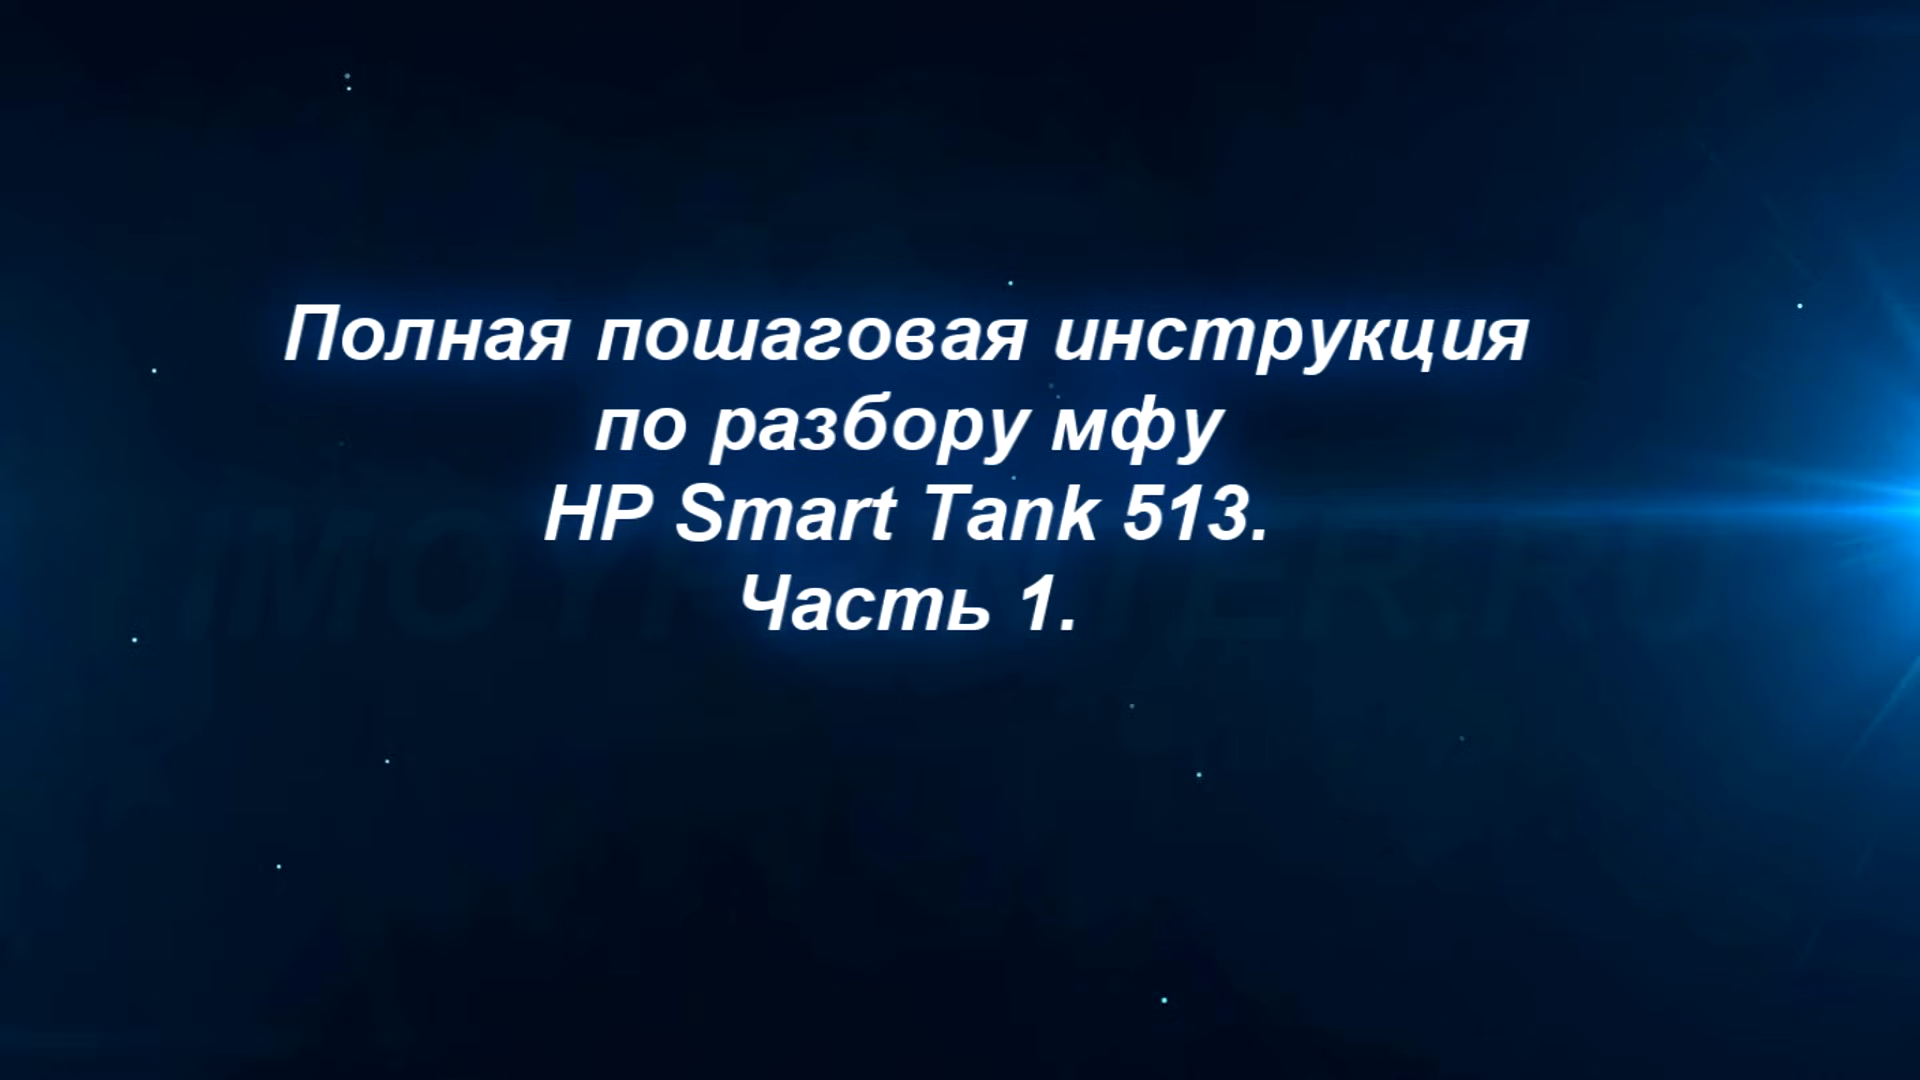 Полная пошаговая инструкция
по разбору мфу
HP Smart Tank 513.
Часть 1.